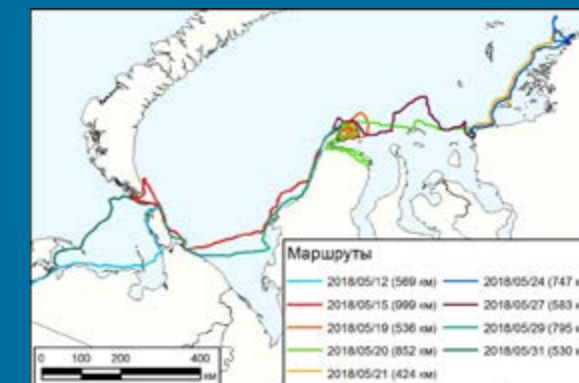 Маршруты
2018/05/12 (569 км) 2018/05/24 (747 к
2018/05/15 (999 км) 2018/05/27 (583 к
2018/05/19 (536 км) 2018/05/29 (795 к
2018/05/20 (652 км) 2018/05/31 (530 к
2018/05/21 (424 км)
0 100 200 400
км